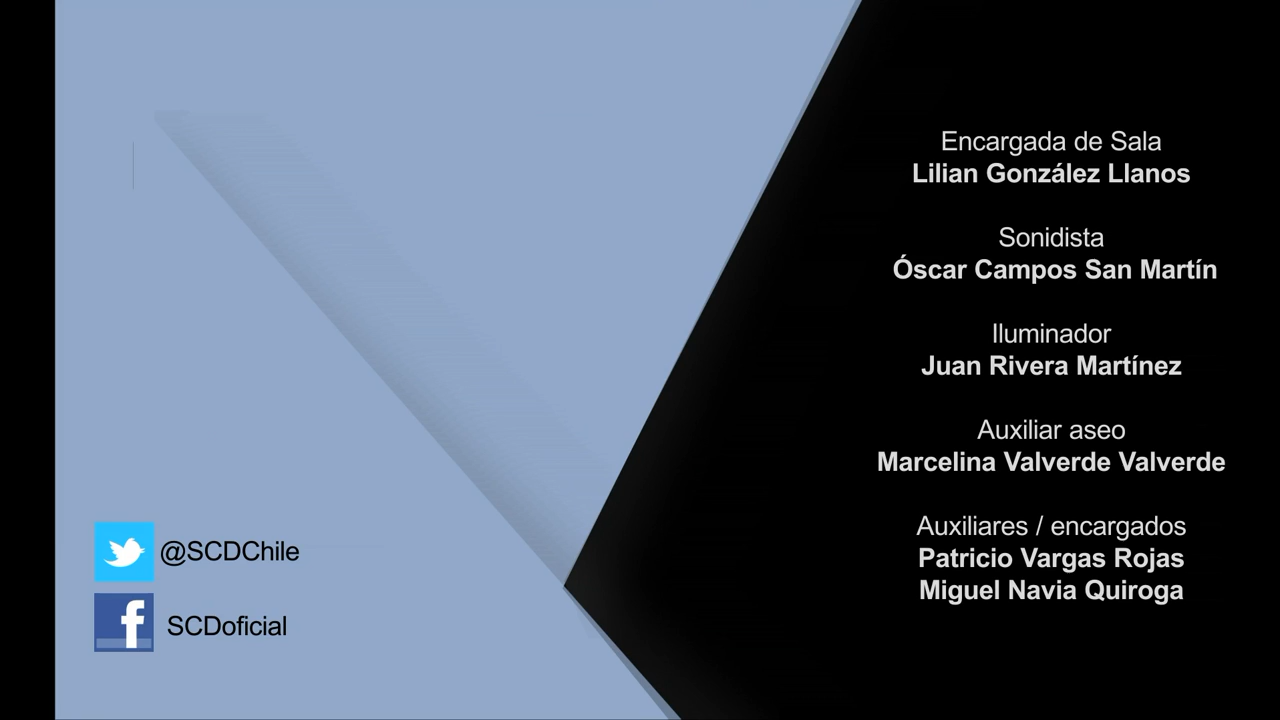 Encargada de Sala
Lilian González Llanos
Sonidista
Óscar Campos San Martín
Iluminador
Juan Rivera Martínez
Auxiliar aseo
Marcelina Valverde Valverde
Auxiliares / encargados
Patricio Vargas Rojas
Miguel Navia Quiroga
@SCDChile
SCDoficial